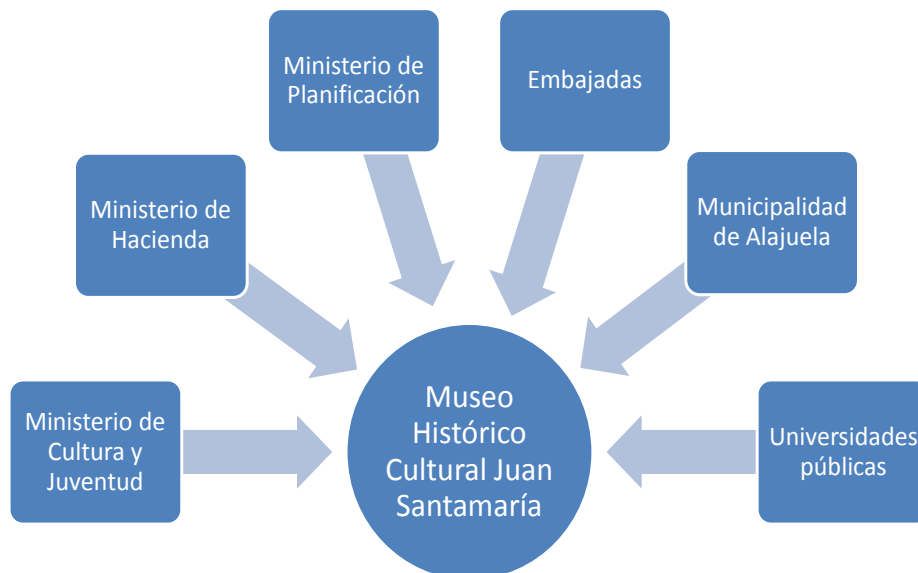 Ministerio de
Planificación
Embajadas
Ministerio de
Hacienda
Municipalidad
de Alajuela
Ministerio de
Cultura y
Juventud
Museo
Histórico
Cultural Juan
Santamaría
Universidades
públicas